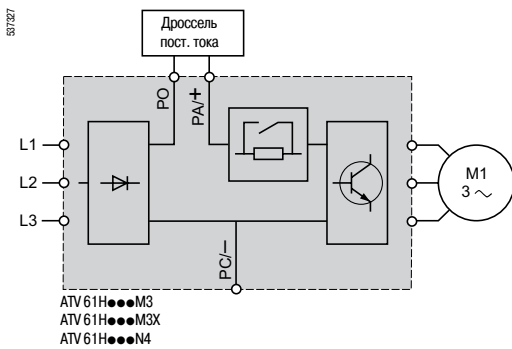 537327
Дроссель
пост. тока
PO
PA/+
L1
L2
L3
M1
3 ~
PC/–
ATV 61H●●●M3
ATV 61H●●●M3X
ATV 61H●●●N4